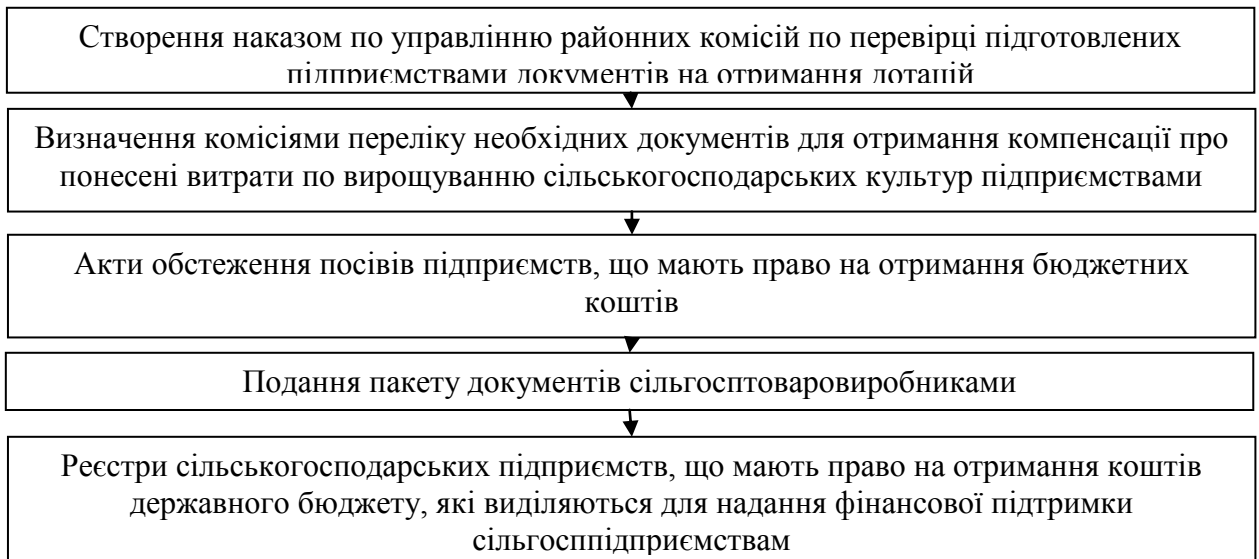 Створення наказом по управлінню районних комісій по перевірці підготовлених
підприємствами документів на отримання дотацій
Визначення комісіями переліку необхідних документів для отримання компенсації про
понесені витрати по вирощуванню сільськогосподарських культур підприємствами
Акти обстеження посівів підприємств, що мають право на отримання бюджетних
коштів
Подання пакету документів сільгосптоваровиробниками
Реєстри сільськогосподарських підприємств, що мають право на отримання коштів
державного бюджету, які виділяються для надання фінансової підтримки
сільгосппідприємствам